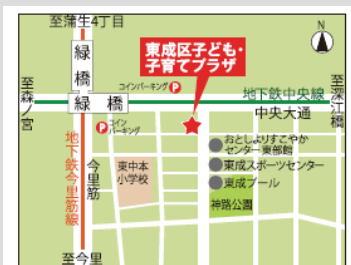 至蒲生4丁目
N
緑橋
東成区子ども・
子育てプラザ
コインパーキング P
至森ノ宮
緑橋
地下鉄中央線
中央大通
至深江橋
P コイン
パーキング
地下鉄今里筋線
今里筋
東中本
小学校
おとしよりすこやか
センター東部館
東成スポーツセンター
東成プール
神路公園
至今里